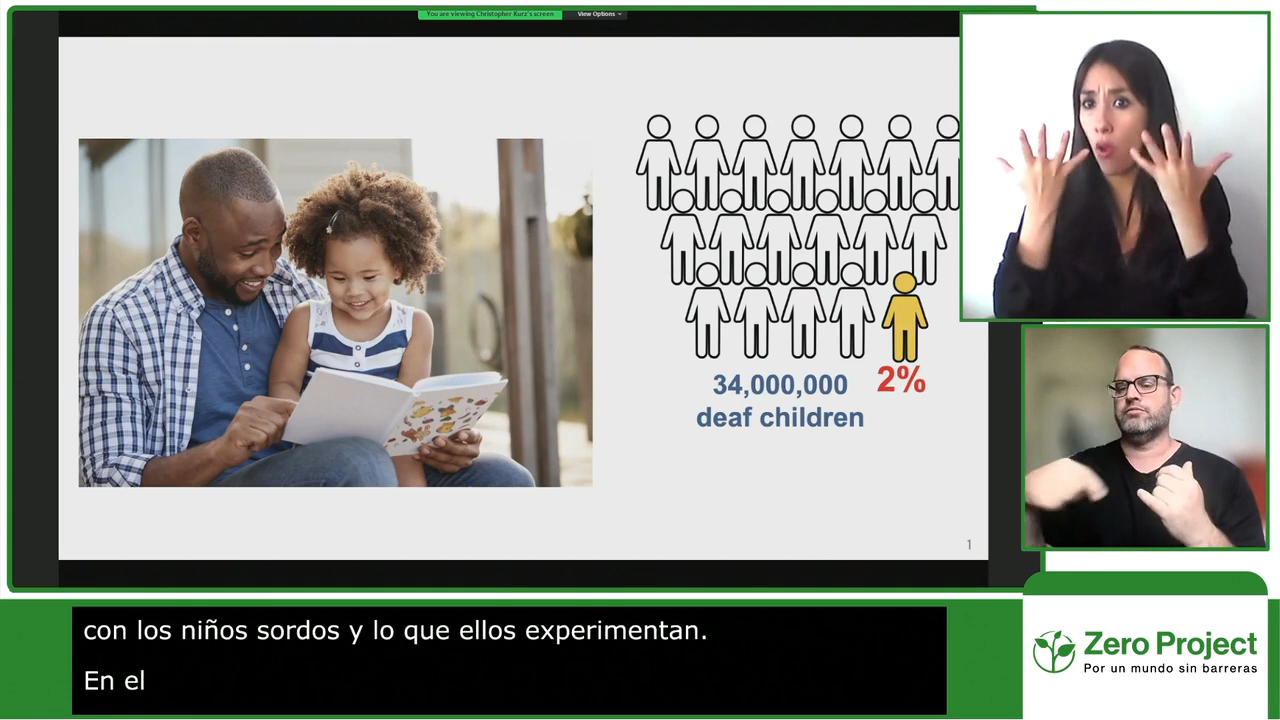 You are viewing Christopher Kurz's screen
View Options
34,000,000
2%
deaf children
1
con los niños sordos y lo que ellos experimentan.
En el
Zero Project
Por un mundo sin barreras